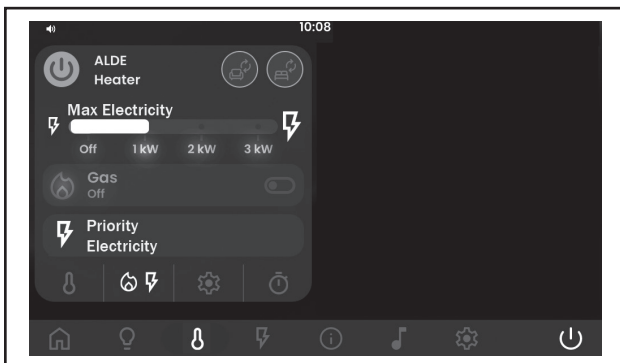 10:08
ALDE
Heater
Max Electricity
Off 1 kW 2 kW 3 kW
Gas
Off
Priority
Electricity